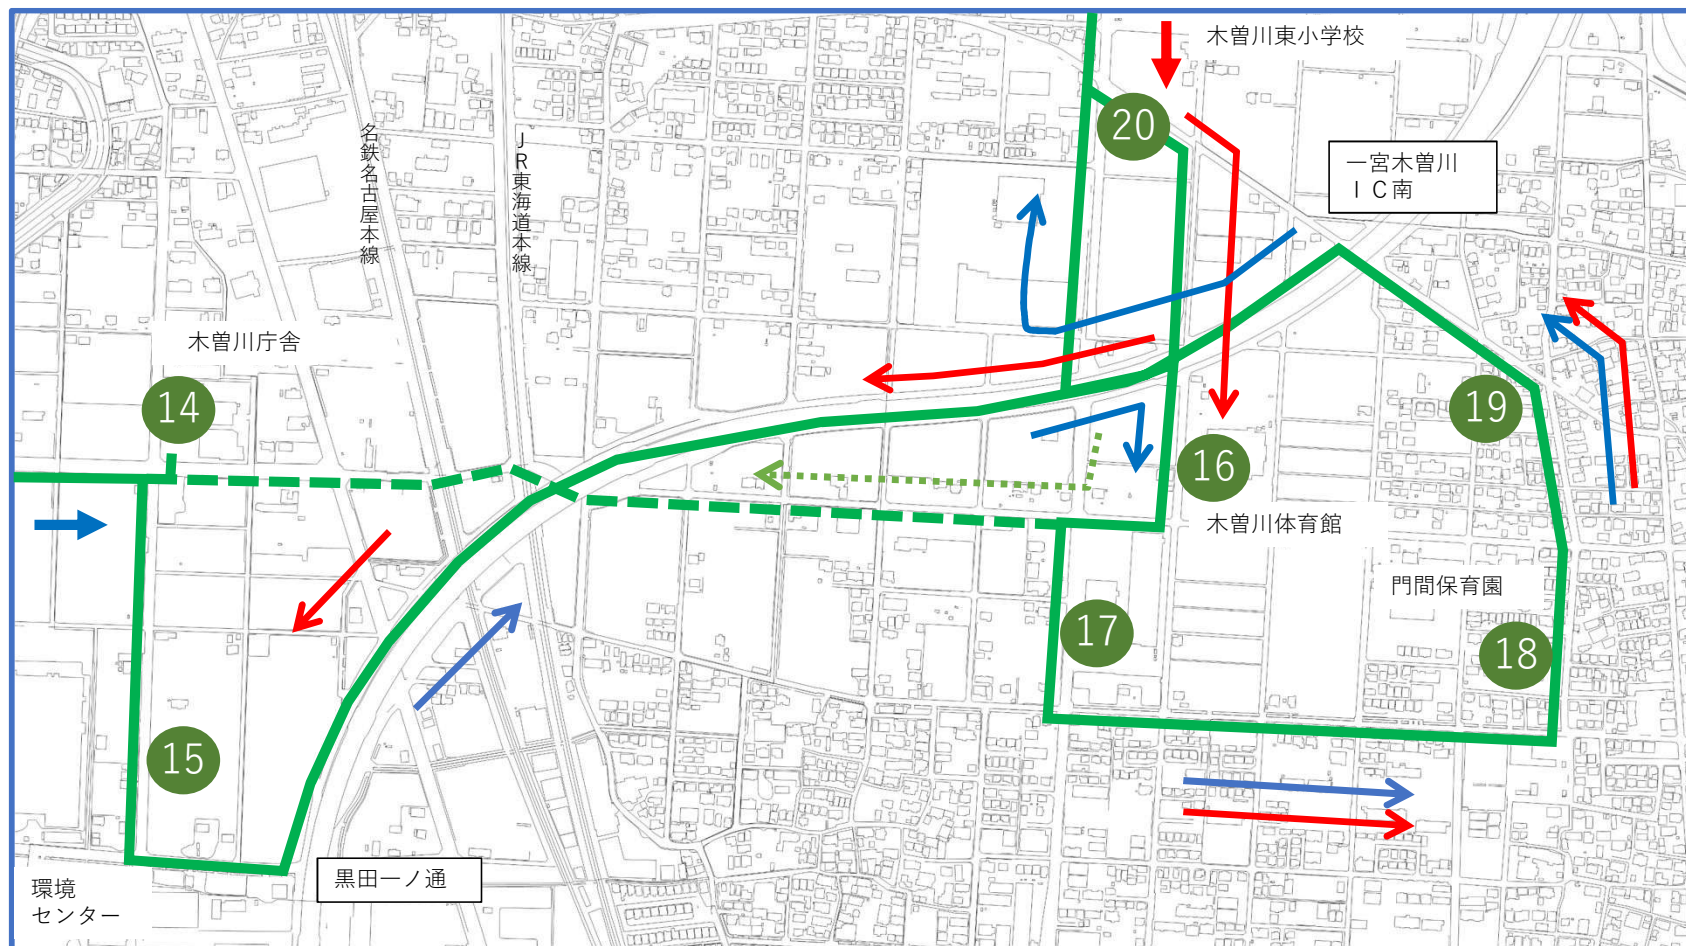 木曽川東小学校
20
一宮木曽川
ＩＣ南
名鉄名古屋本線
ＪＲ東海道本線
木曽川庁舎
14
19
16
木曽川体育館
門間保育園
17
18
15
黒田一ノ通
環境
センター